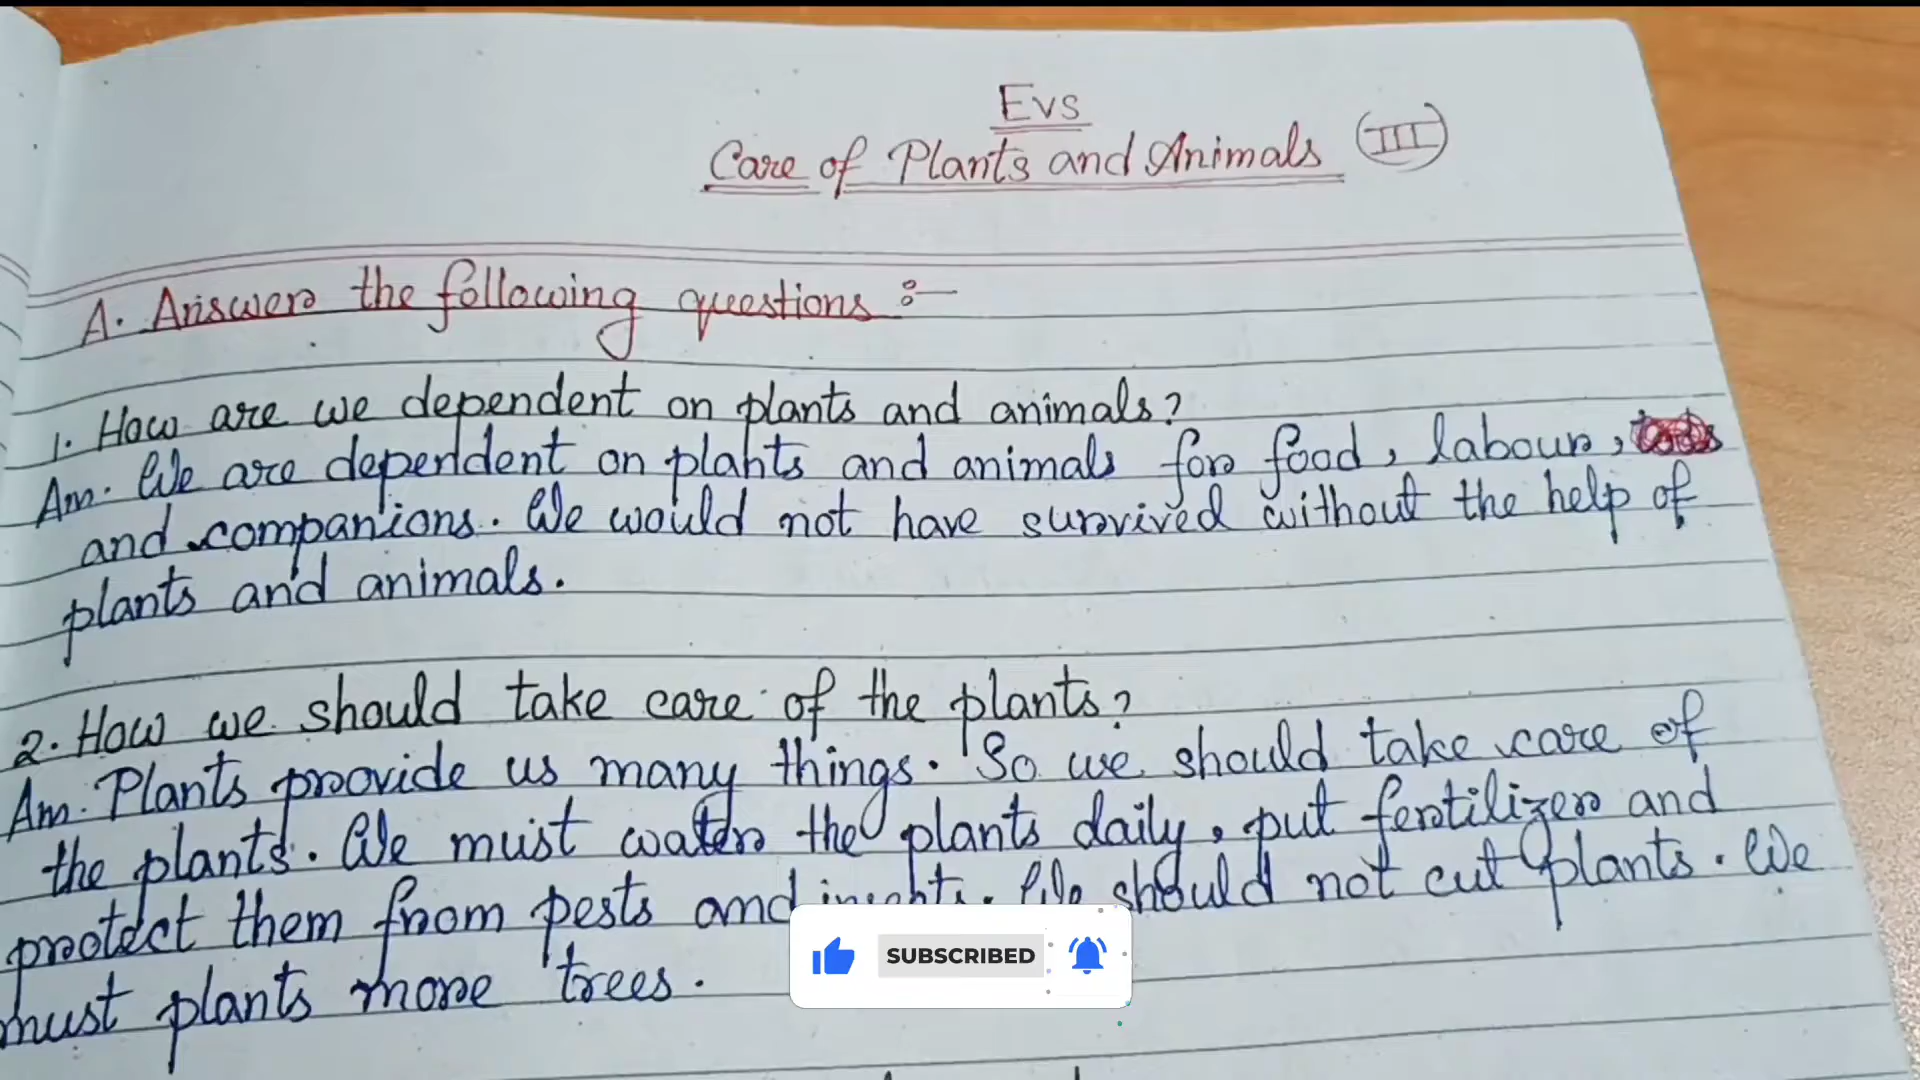 Evs
Care of Plants and Animals III
A. Answer the following questions :-
1. How are we dependent on plants and animals?
Ans. We are dependent on plants and animals for food, labour,
and companions. We would not have survived without the help of
plants and animals.
2. How we should take care of the plants?
Ans. Plants provide us many things. So we should take care of
the plants. We must water the plants daily, put fertilizer and
protect them from pests and insects. We should not cut plants. We
must plants more trees.
SUBSCRIBED